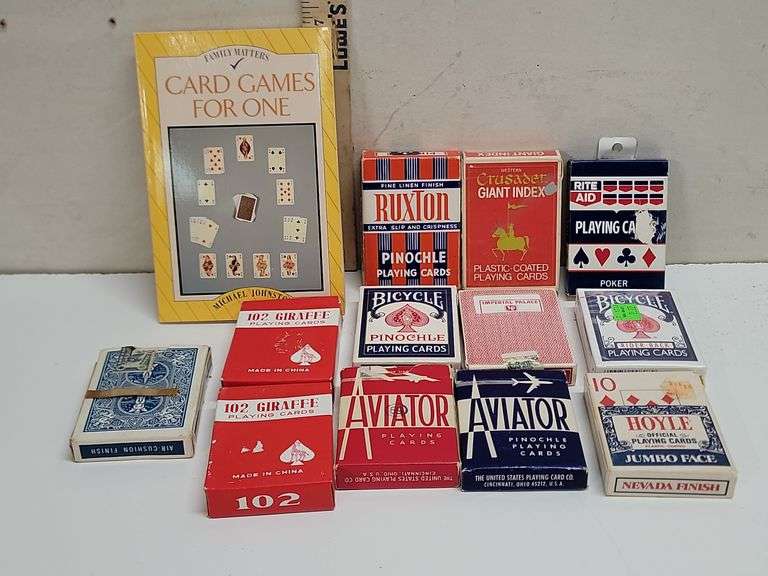 LOWE'S
FAMILY MATTERS
CARD GAMES
FOR ONE
MICHAEL JOHNSTO
FINE LINEN FINISH
RUXTON
EXTRA SLIP AND CRISPNESS
PINOCHLE
PLAYING CARDS
GIANT INDEX
WESTERN
Crusader
GIANT INDEX
PLASTIC-COATED
PLAYING CARDS
RITE
AID
PLAYING CA
POKER
102 GIRAFFE
PLAYING CARDS
MADE IN CHINA
BICYCLE
PINOCHLE
PLAYING CARDS
IMPERIAL PALACE
BICYCLE
RIDER BACK
PLAYING CARDS
AIR CUSHION FINISH
102 GIRAFFE
PLAYING CARDS
MADE IN CHINA
102
AVIATOR
PLAYING
CARDS
THE UNITED STATES PLAYING CARD CO
CINCINNATI, OHIO, U.S.A.
AVIATOR
PINOCHLE
PLAYING
CARDS
THE UNITED STATES PLAYING CARD CO.
CINCINNATI, OHIO 45212, U.S.A.
10
HOYLE
OFFICIAL
PLAYING CARDS
PLASTIC COATED
JUMBO FACE
NEVADA FINISH